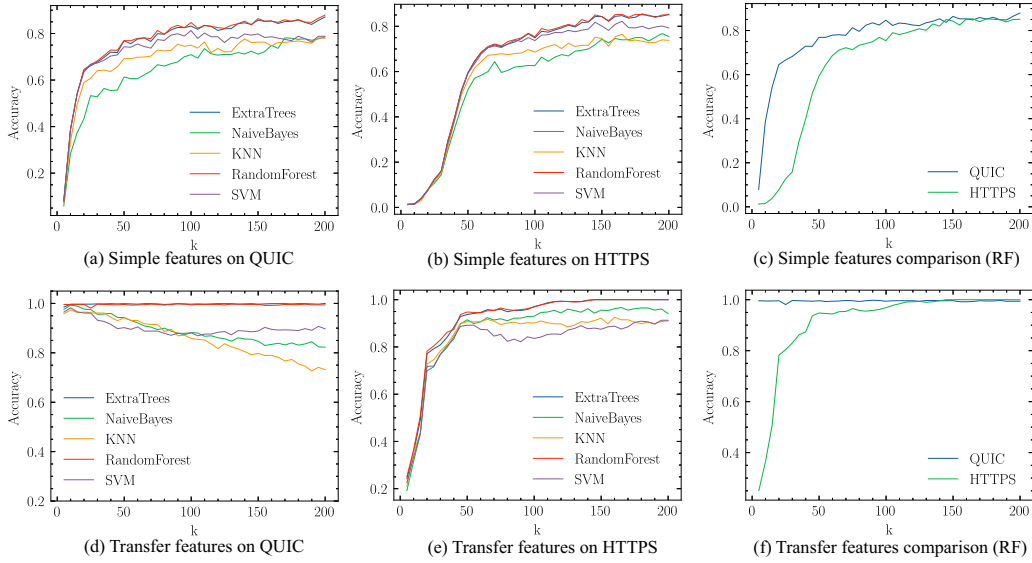 Accuracy
0.8
0.6
0.4
0.2
ExtraTrees
NaiveBayes
KNN
RandomForest
SVM
0 50 100 150 200
k
(a) Simple features on QUIC
Accuracy
0.8
0.6
0.4
0.2
0.0
ExtraTrees
NaiveBayes
KNN
RandomForest
SVM
0 50 100 150 200
k
(b) Simple features on HTTPS
Accuracy
0.8
0.6
0.4
0.2
0.0
QUIC
HTTPS
0 50 100 150 200
k
(c) Simple features comparison (RF)
Accuracy
1.0
0.8
0.6
0.4
0.2
ExtraTrees
NaiveBayes
KNN
RandomForest
SVM
0 50 100 150 200
k
(d) Transfer features on QUIC
Accuracy
1.0
0.8
0.6
0.4
0.2
ExtraTrees
NaiveBayes
KNN
RandomForest
SVM
0 50 100 150 200
k
(e) Transfer features on HTTPS
Accuracy
1.0
0.8
0.6
0.4
QUIC
HTTPS
0 50 100 150 200
k
(f) Transfer features comparison (RF)